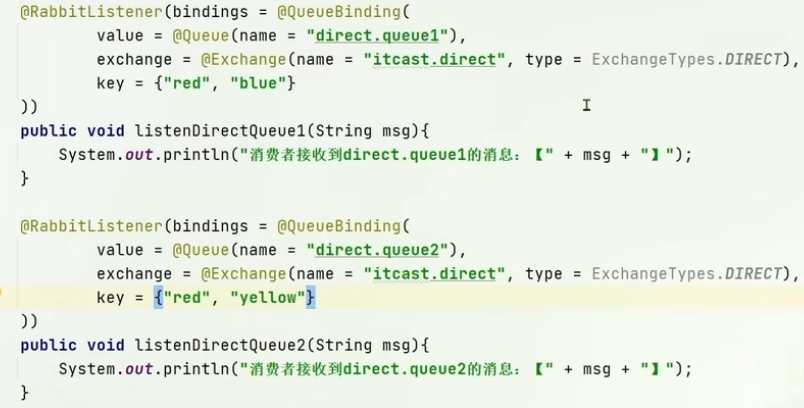 @RabbitListener(bindings = @QueueBinding(
value = @Queue(name = "direct.queue1"),
exchange = @Exchange(name = "itcast.direct", type = ExchangeTypes.DIRECT),
key = {"red", "blue"}
))
public void listenDirectQueue1(String msg){
System.out.println("消费者接收到direct.queue1的消息：【" + msg + "】");
}
@RabbitListener(bindings = @QueueBinding(
value = @Queue(name = "direct.queue2"),
exchange = @Exchange(name = "itcast.direct", type = ExchangeTypes.DIRECT),
key = {"red", "yellow"}
))
public void listenDirectQueue2(String msg){
System.out.println("消费者接收到direct.queue2的消息：【" + msg + "】");
}